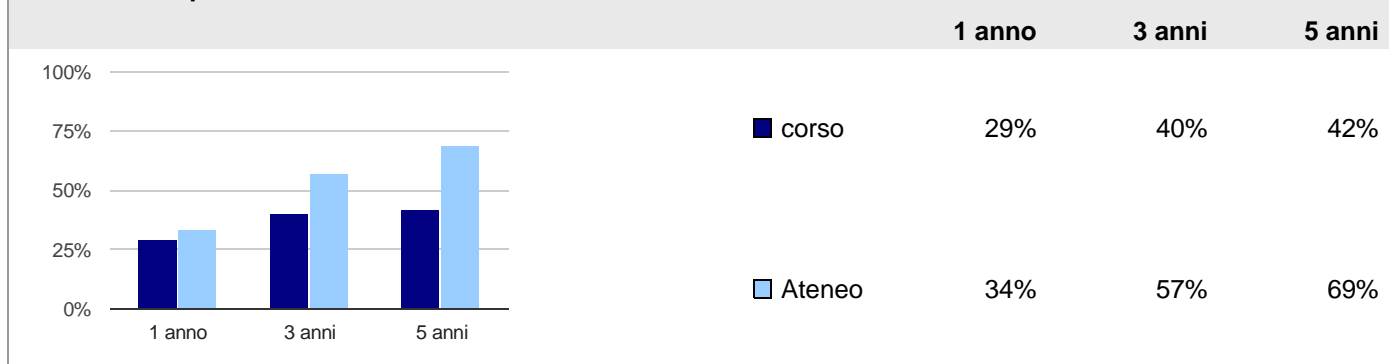 1 anno 3 anni 5 anni
100%
75%
50%
25%
0%
1 anno 3 anni 5 anni
corso 29% 40% 42%
Ateneo 34% 57% 69%